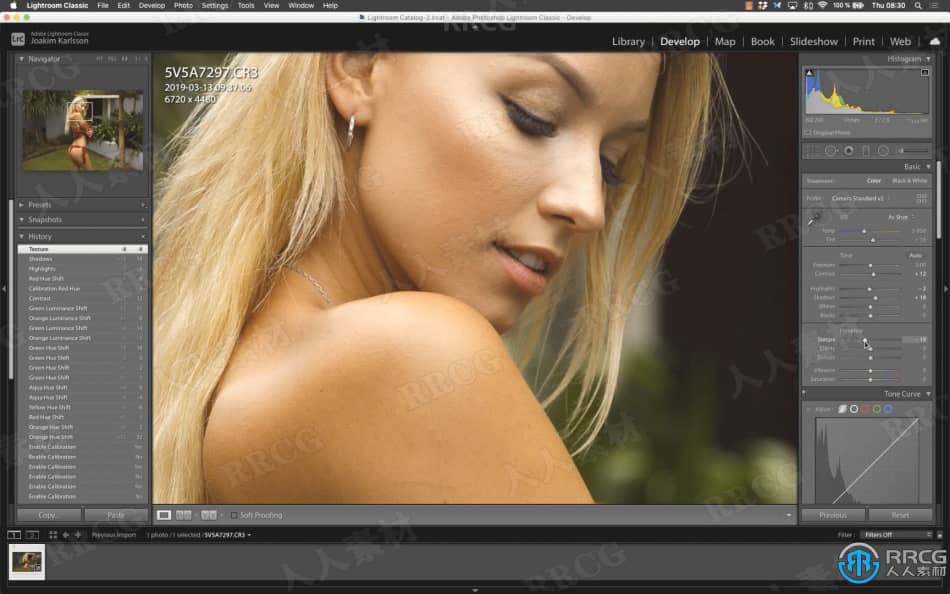 Lightroom Classic File Edit Develop Photo Settings Tools View Window Help
100% Thu 08:30
Lightroom Catalog-2.lrcat - Adobe Photoshop Lightroom Classic - Develop
Lrc
Adobe Lightroom Classic
Joakim Karlsson
Library | Develop | Map | Book | Slideshow | Print | Web
Navigator
Presets
Snapshots
History
Texture
Shadows
Highlights
Red Hue Shift
Calibration Red Hue
Contrast
Green Luminance Shift
Orange Luminance Shift
Green Luminance Shift
Orange Luminance Shift
Green Hue Shift
Green Hue Shift
Green Hue Shift
Green Hue Shift
Aqua Hue Shift
Aqua Hue Shift
Yellow Hue Shift
Red Hue Shift
Orange Hue Shift
Orange Hue Shift
Enable Calibration
Enable Calibration
Enable Calibration
Enable Calibration
Enable Calibration
Enable Calibration
Copy...
Paste
5V5A7297.CR3
2019-03-13 09:37:06
6720 x 4480
Soft Proofing
Histogram
Original Photo
Basic
Treatment: Color Black & White
Profile: Camera Standard v2
As Shot
Temp
Tint
Tone Auto
Exposure 0.00
Contrast + 12
Highlights - 2
Shadows + 18
Whites
Blacks
Presence
Texture
Clarity
Dehaze
Vibrance 0
Saturation 0
Tone Curve
Adjust:
Previous
Reset
Previous Import 1 photo / 1 selected / 5V5A7297.CR3
Filter: Filters Off
RRCG
人人素材